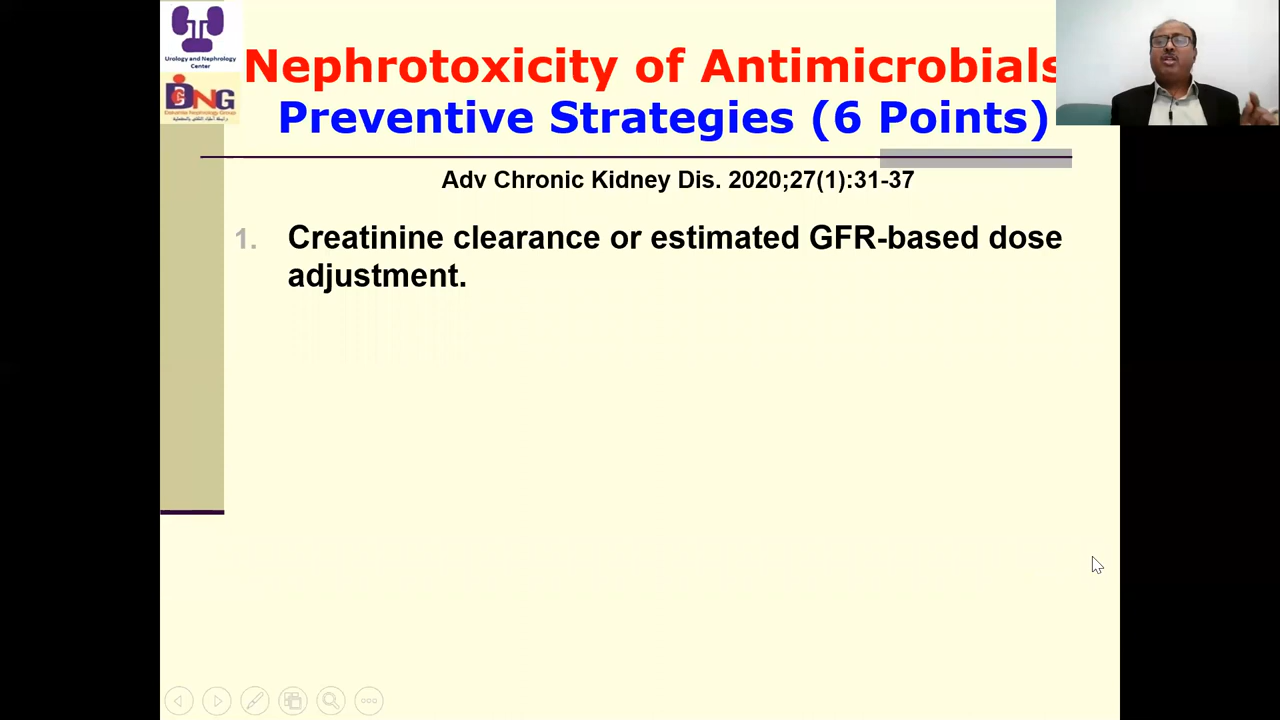 Urology and Nephrology
Center
DNG
Nephrotoxicity of Antimicrobials
Preventive Strategies (6 Points)
Adv Chronic Kidney Dis. 2020;27(1):31-37
1. Creatinine clearance or estimated GFR-based dose
adjustment.